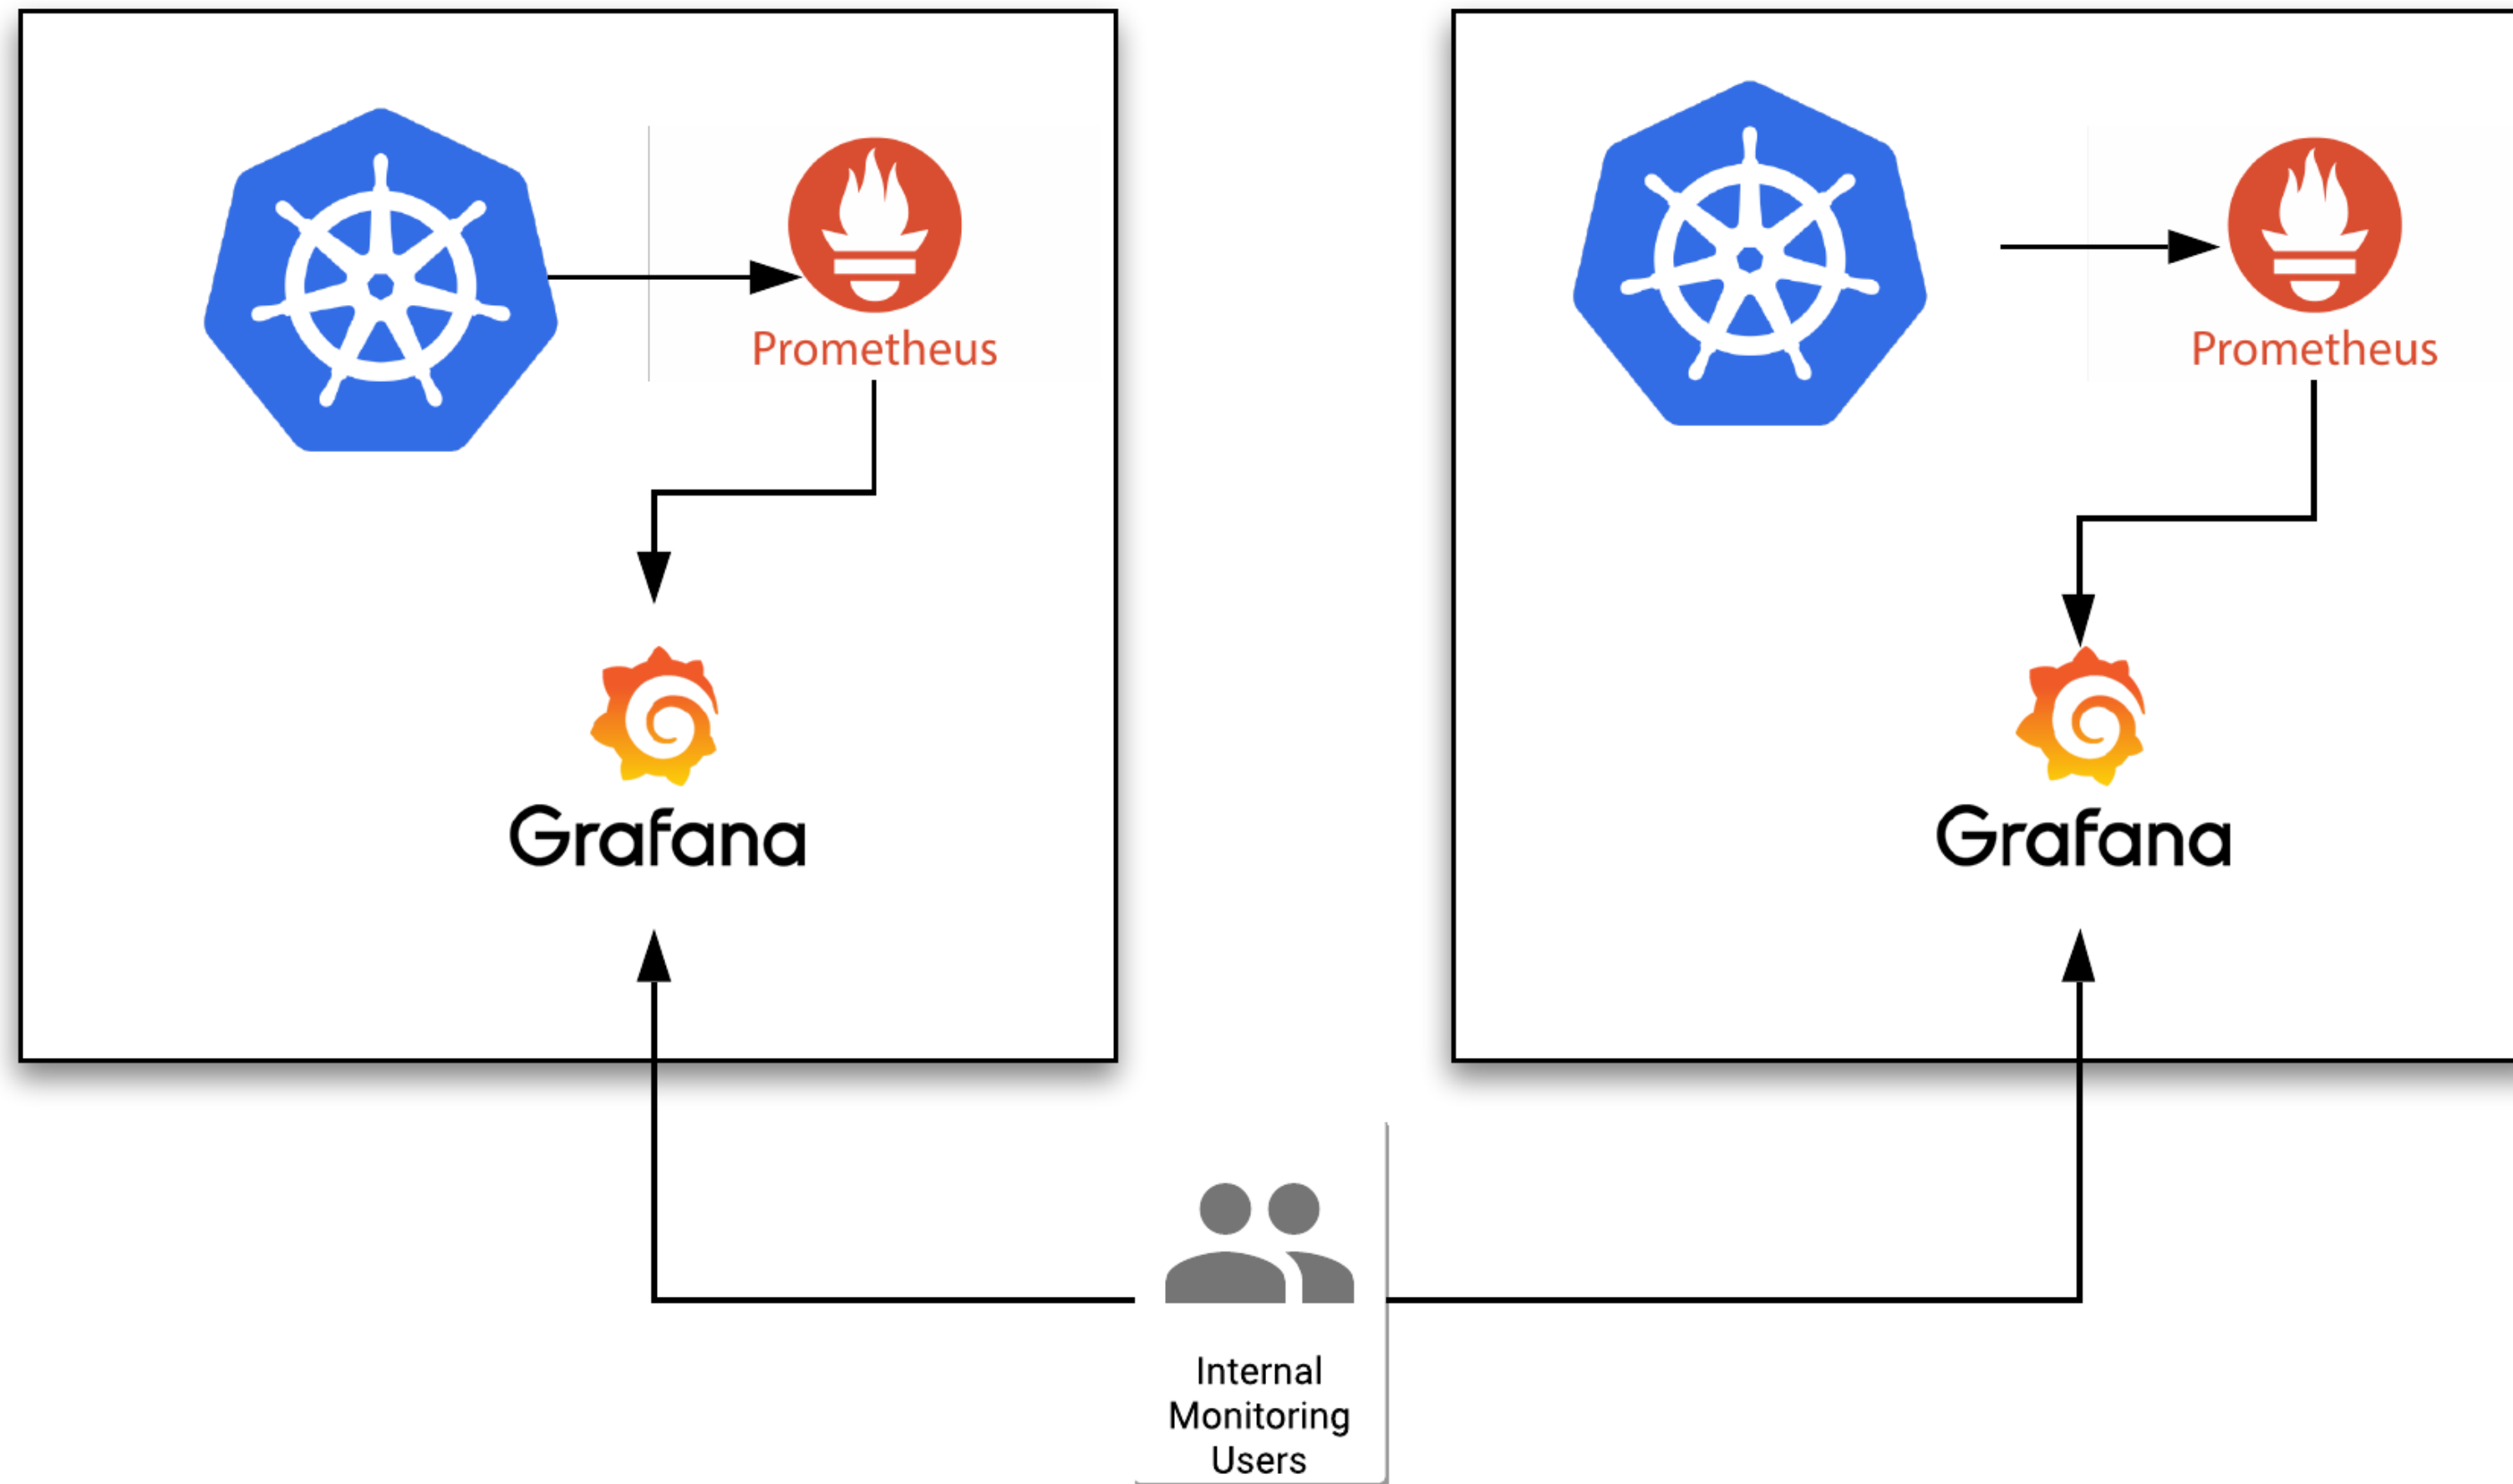 Prometheus
Prometheus
Grafana
Grafana
Internal
Monitoring
Users